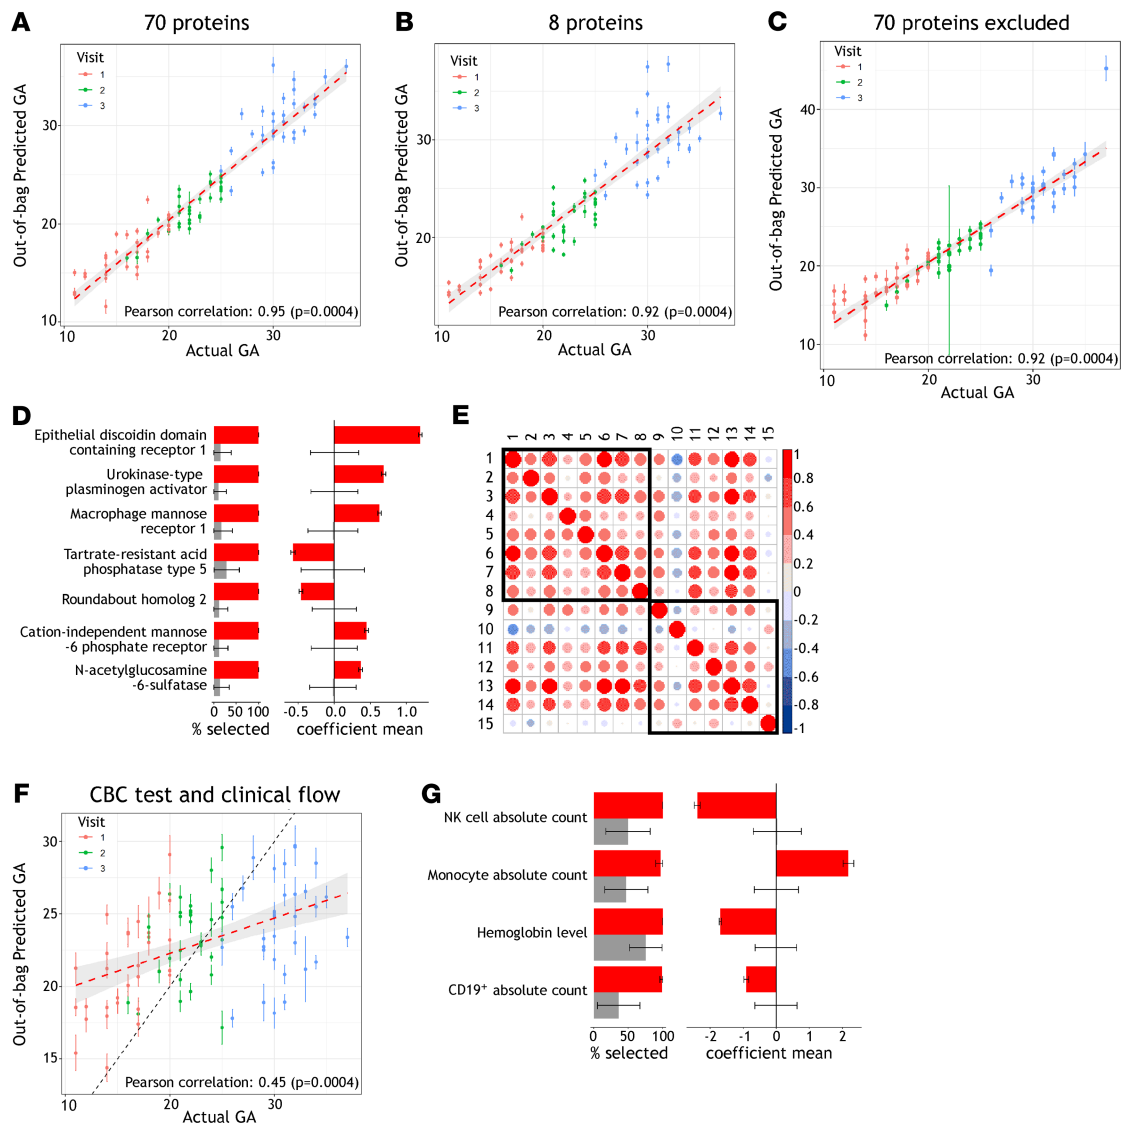 A
70 proteins
Visit
1
2
3
Out-of-bag Predicted GA
30
20
10
Pearson correlation: 0.95 (p=0.0004)
10 20 30
Actual GA
B
8 proteins
Visit
1
2
3
Out-of-bag Predicted GA
30
20
Pearson correlation: 0.92 (p=0.0004)
10 20 30
Actual GA
C
70 proteins excluded
Visit
1
2
3
Out-of-bag Predicted GA
40
30
20
10
Pearson correlation: 0.92 (p=0.0004)
10 20 30
Actual GA
D
Epithelial discoidin domain
containing receptor 1
Urokinase-type
plasminogen activator
Macrophage mannose
receptor 1
Tartrate-resistant acid
phosphatase type 5
Roundabout homolog 2
Cation-independent mannose
-6 phosphate receptor
N-acetylglucosamine
-6-sulfatase
0 50 100
% selected
-0.5 0.0 0.5 1.0
coefficient mean
E
1 2 3 4 5 6 7 8 9 10 11 12 13 14 15
1
2
3
4
5
6
7
8
9
10
11
12
13
14
15
1
0.8
0.6
0.4
0.2
0
-0.2
-0.4
-0.6
-0.8
-1
F
CBC test and clinical flow
Visit
1
2
3
Out-of-bag Predicted GA
30
25
20
15
Pearson correlation: 0.45 (p=0.0004)
10 20 30
Actual GA
G
NK cell absolute count
Monocyte absolute count
Hemoglobin level
CD19+ absolute count
0 50 100
% selected
-2 -1 0 1 2
coefficient mean